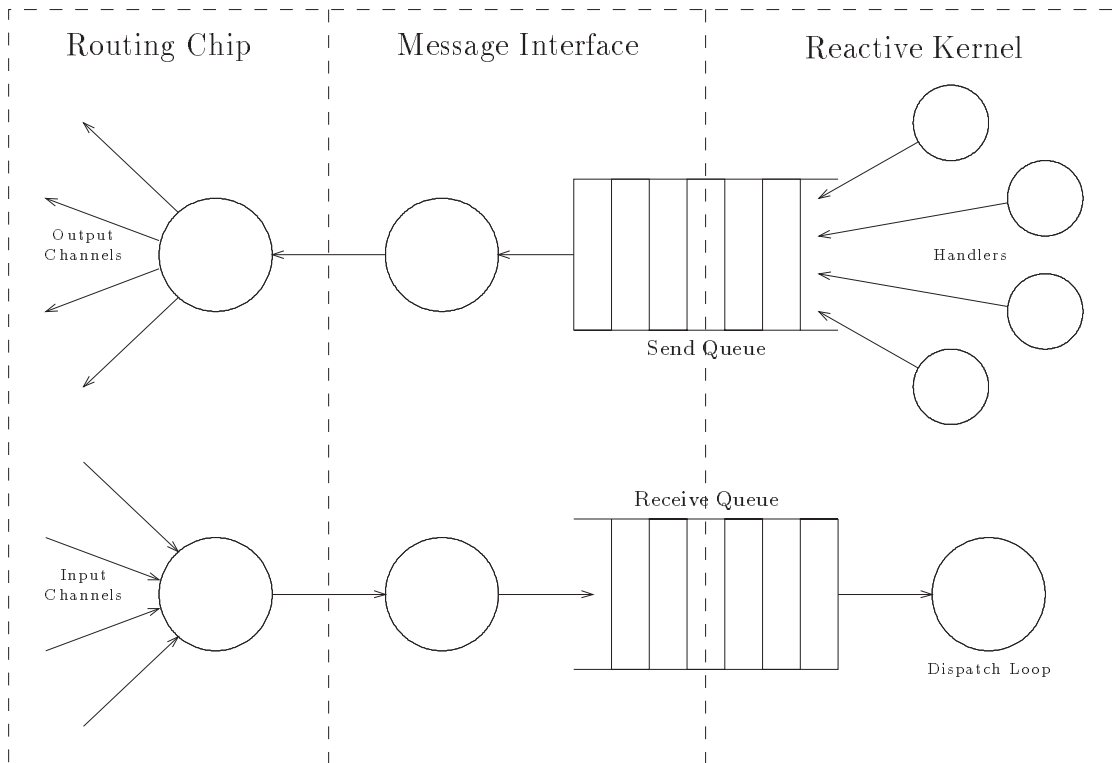 Routing Chip
Message Interface
Reactive Kernel
Output
Channels
Handlers
Send Queue
Receive Queue
Input
Channels
Dispatch Loop